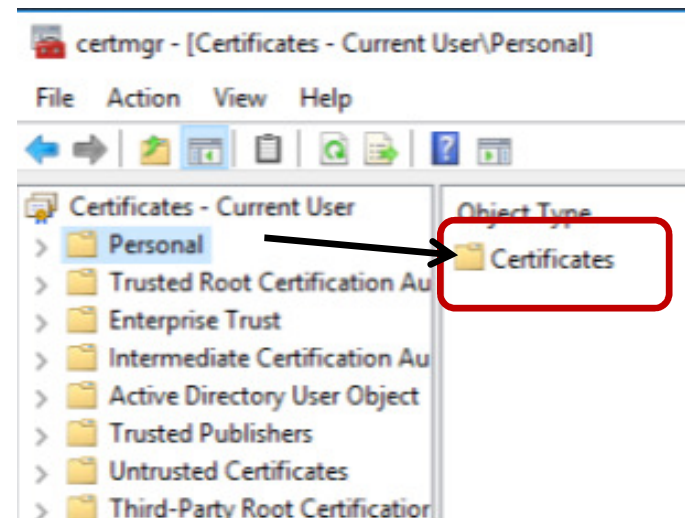 certmgr - [Certificates - Current User\Personal]
File Action View Help
Certificates - Current User
Personal
Trusted Root Certification Au
Enterprise Trust
Intermediate Certification Au
Active Directory User Object
Trusted Publishers
Untrusted Certificates
Third-Party Root Certification
Object Type
Certificates